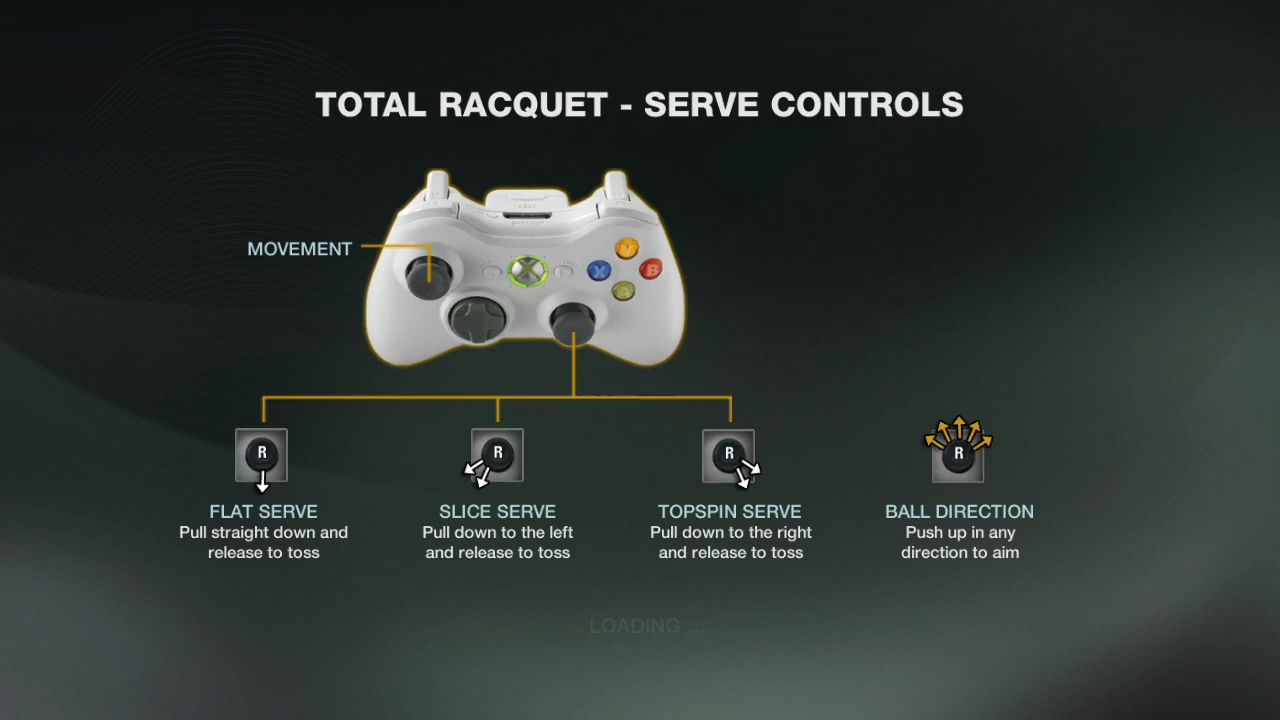 TOTAL RACQUET - SERVE CONTROLS
MOVEMENT
Y
X
B
A
R
R
R
R
FLAT SERVE
Pull straight down and
release to toss
SLICE SERVE
Pull down to the left
and release to toss
TOPSPIN SERVE
Pull down to the right
and release to toss
BALL DIRECTION
Push up in any
direction to aim
LOADING ...